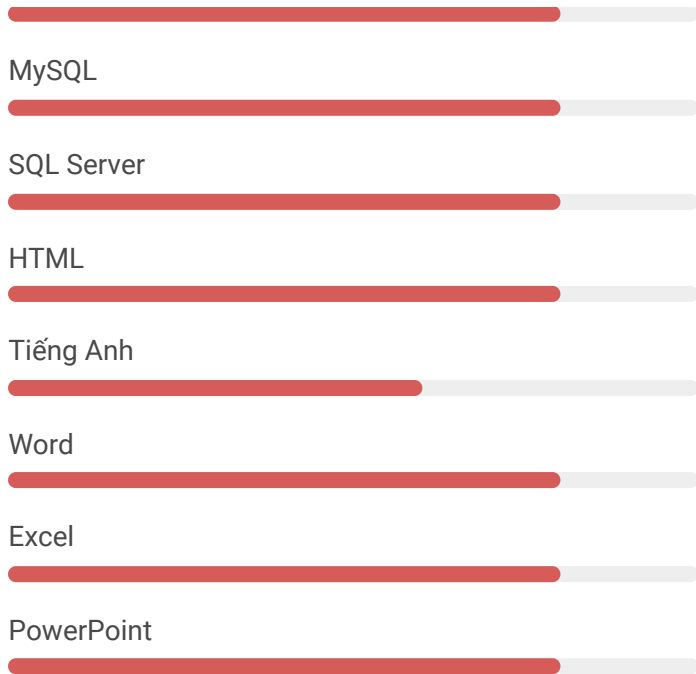 MySQL
SQL Server
HTML
Tiếng Anh
Word
Excel
PowerPoint